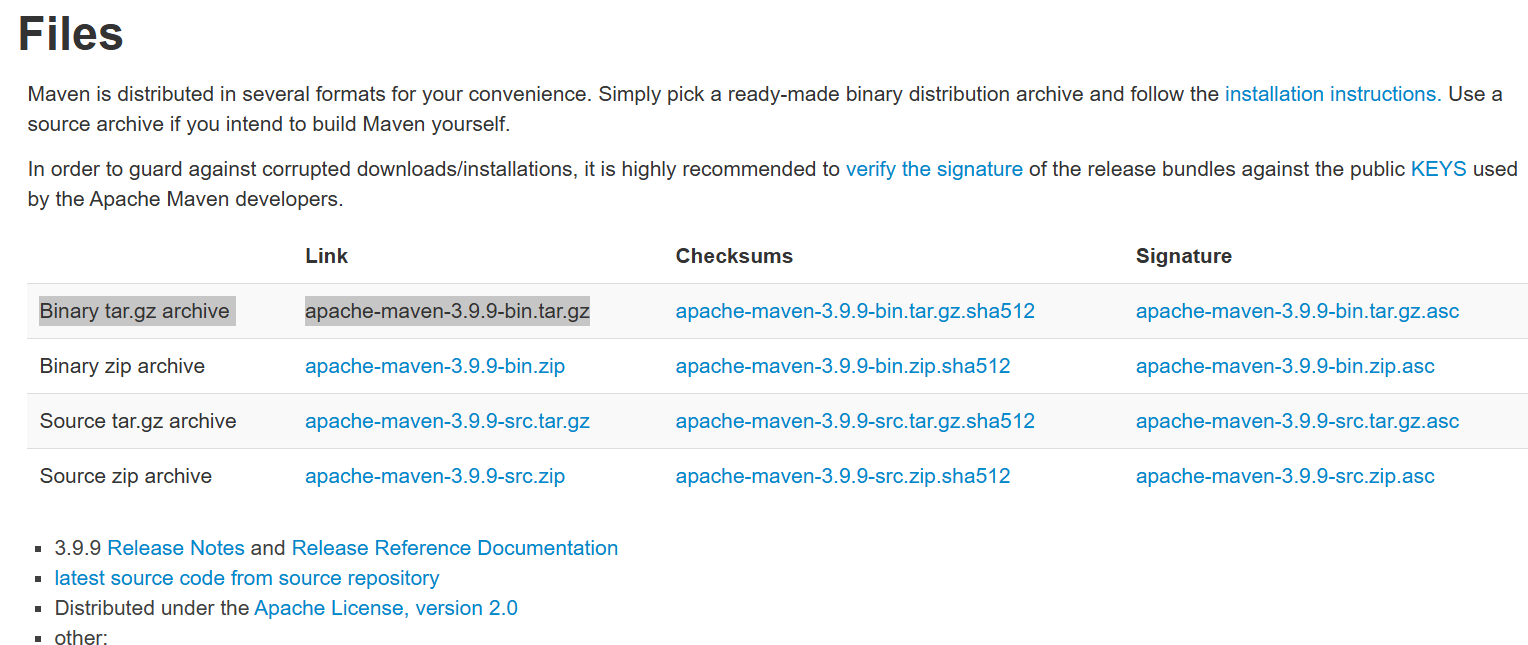 Files
Maven is distributed in several formats for your convenience. Simply pick a ready-made binary distribution archive and follow the installation instructions. Use a
source archive if you intend to build Maven yourself.
In order to guard against corrupted downloads/installations, it is highly recommended to verify the signature of the release bundles against the public KEYS used
by the Apache Maven developers.
Link Checksums Signature
Binary tar.gz archive apache-maven-3.9.9-bin.tar.gz apache-maven-3.9.9-bin.tar.gz.sha512 apache-maven-3.9.9-bin.tar.gz.asc
Binary zip archive apache-maven-3.9.9-bin.zip apache-maven-3.9.9-bin.zip.sha512 apache-maven-3.9.9-bin.zip.asc
Source tar.gz archive apache-maven-3.9.9-src.tar.gz apache-maven-3.9.9-src.tar.gz.sha512 apache-maven-3.9.9-src.tar.gz.asc
Source zip archive apache-maven-3.9.9-src.zip apache-maven-3.9.9-src.zip.sha512 apache-maven-3.9.9-src.zip.asc
▪ 3.9.9 Release Notes and Release Reference Documentation
▪ latest source code from source repository
▪ Distributed under the Apache License, version 2.0
▪ other: